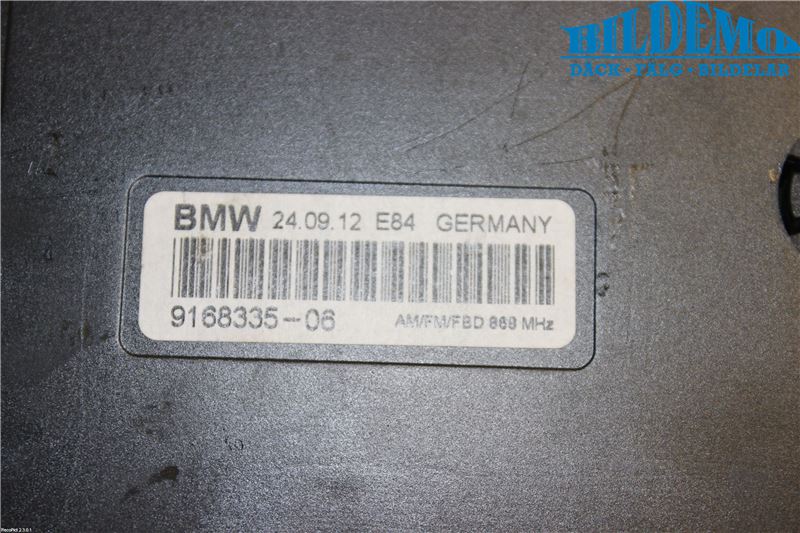 BILDEMO
DÄCK • FÄLG • BILDELAR
BMW 24.09.12 E84 GERMANY
9168335-06 AM/FM/FBD 868 MHz